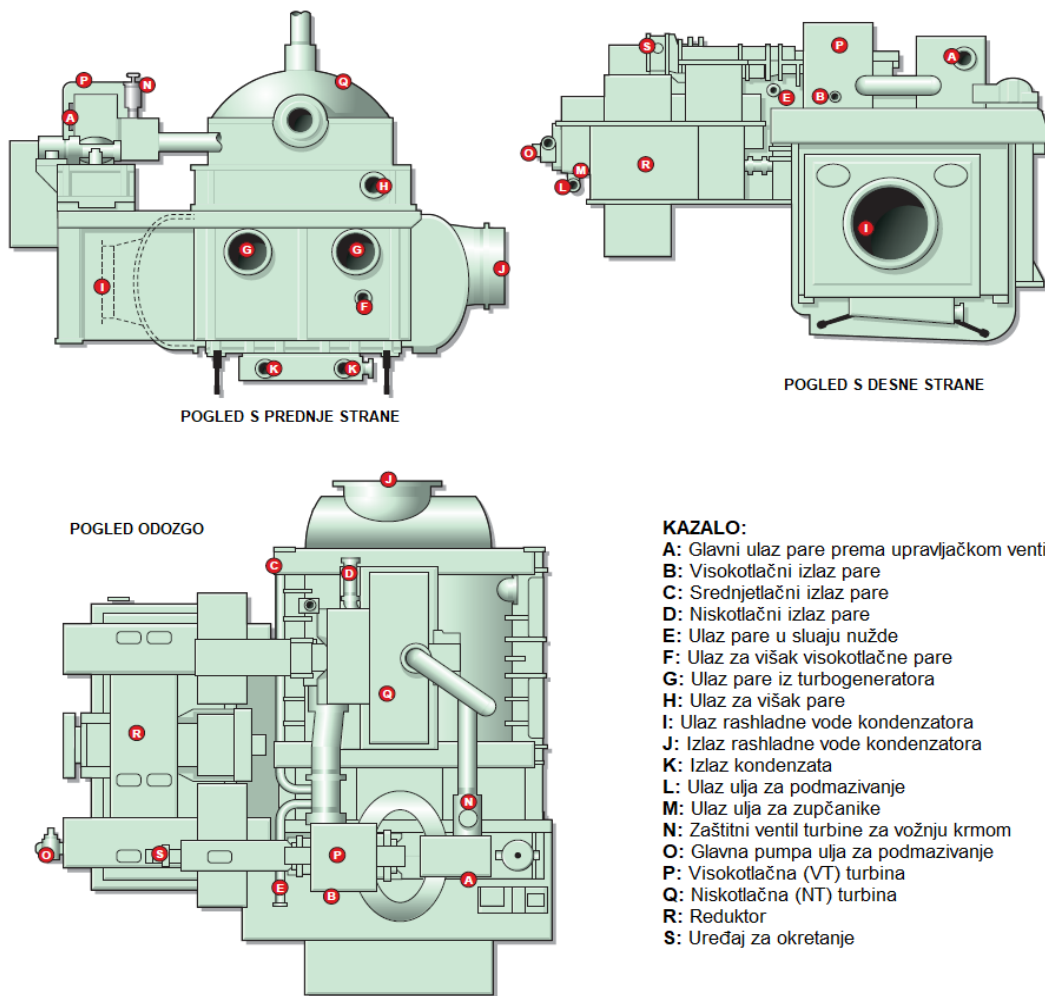 P
N
Q
A
H
G
G
J
I
F
K
K
POGLED S PREDNJE STRANE
S
P
A
E
B
O
M
R
L
I
POGLED S DESNE STRANE
J
POGLED ODOZGO
C
D
Q
R
N
O
S
P
E
B
A
KAZALO:
A: Glavni ulaz pare prema upravljačkom venti
B: Visokotlačni izlaz pare
C: Srednjetlačni izlaz pare
D: Niskotlačni izlaz pare
E: Ulaz pare u sluaju nužde
F: Ulaz za višak visokotlačne pare
G: Ulaz pare iz turbogeneratora
H: Ulaz za višak pare
I: Ulaz rashladne vode kondenzatora
J: Izlaz rashladne vode kondenzatora
K: Izlaz kondenzata
L: Ulaz ulja za podmazivanje
M: Ulaz ulja za zupčanike
N: Zaštitni ventil turbine za vožnju krmom
O: Glavna pumpa ulja za podmazivanje
P: Visokotlačna (VT) turbina
Q: Niskotlačna (NT) turbina
R: Reduktor
S: Uređaj za okretanje